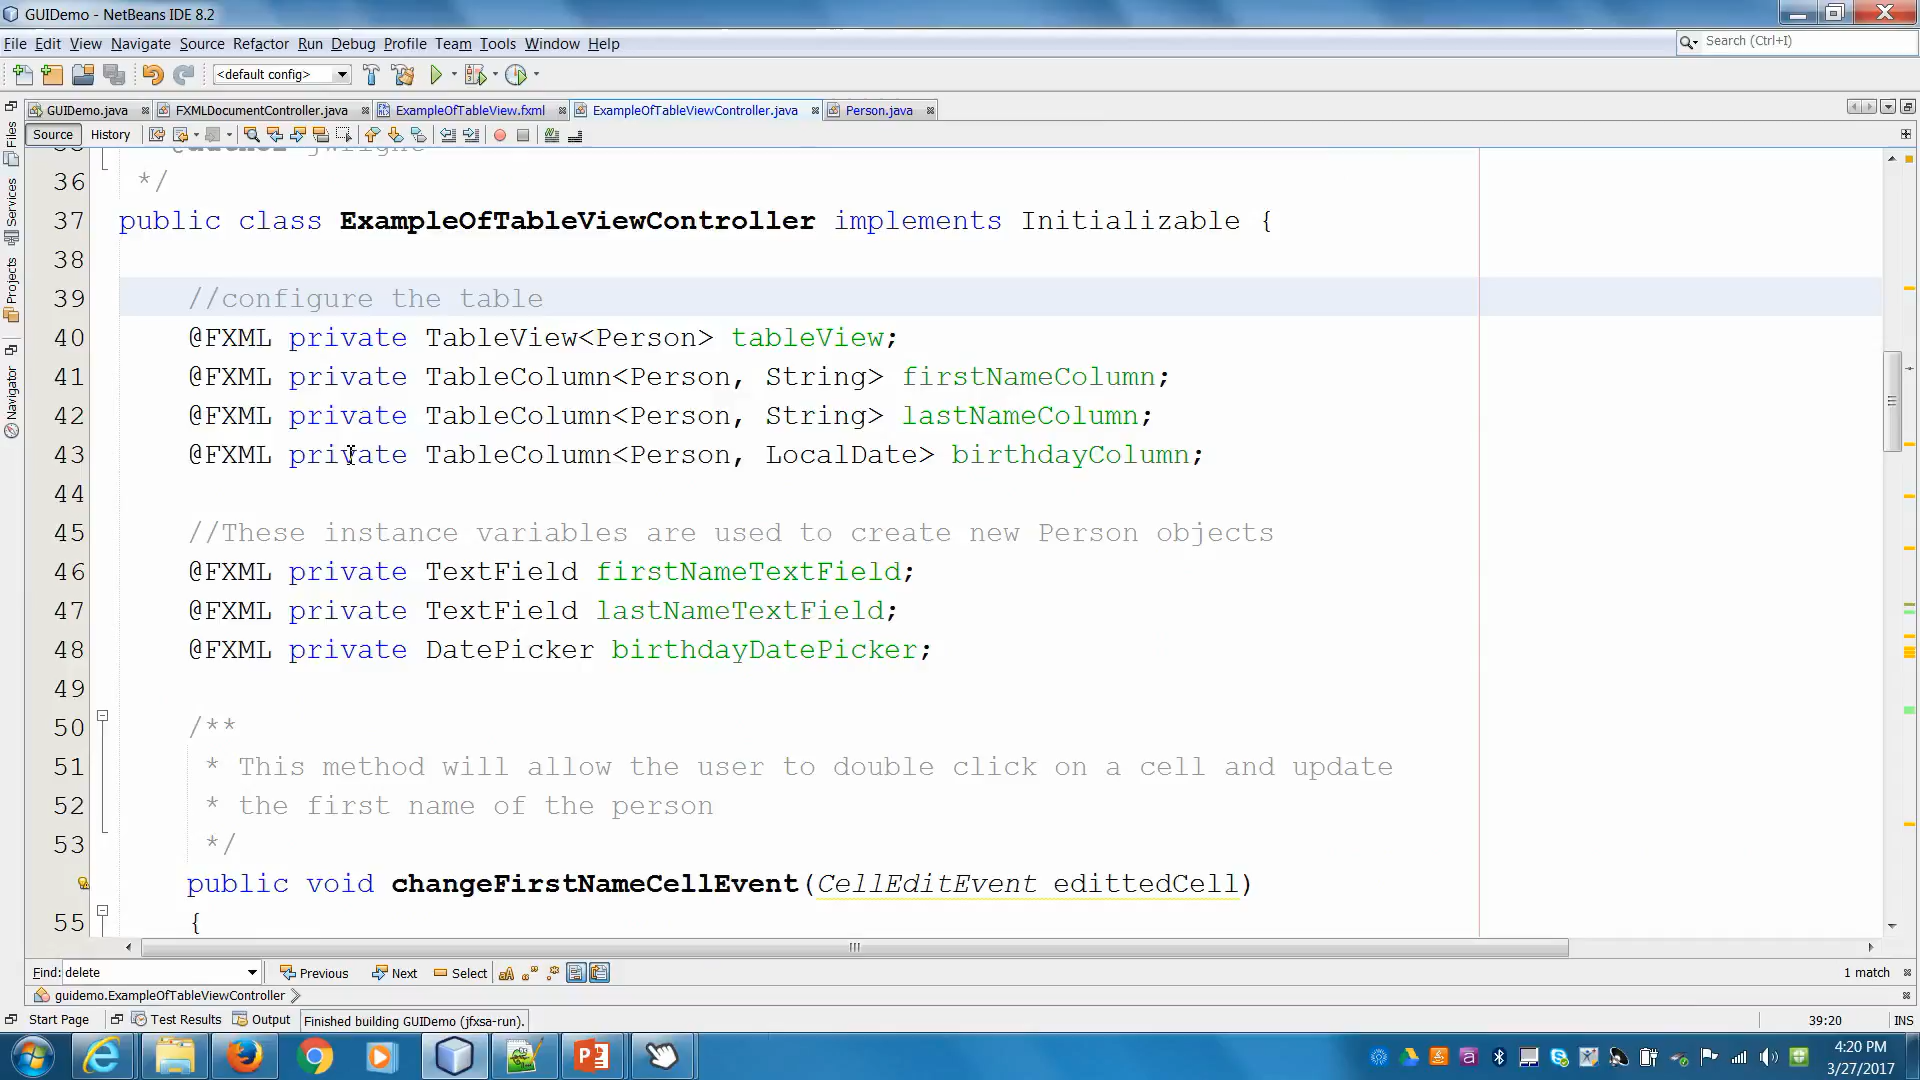 GUIDemo - NetBeans IDE 8.2
File Edit View Navigate Source Refactor Run Debug Profile Team Tools Window Help
Search (Ctrl+I)
<default config>
GUIDemo.java FXMLDocumentController.java ExampleOfTableView.fxml ExampleOfTableViewController.java Person.java
Source History
Files
Services
Projects
Navigator
36 */
37 public class ExampleOfTableViewController implements Initializable {
38
39 //configure the table
40 @FXML private TableView<Person> tableView;
41 @FXML private TableColumn<Person, String> firstNameColumn;
42 @FXML private TableColumn<Person, String> lastNameColumn;
43 @FXML private TableColumn<Person, LocalDate> birthdayColumn;
44
45 //These instance variables are used to create new Person objects
46 @FXML private TextField firstNameTextField;
47 @FXML private TextField lastNameTextField;
48 @FXML private DatePicker birthdayDatePicker;
49
50 /**
51 * This method will allow the user to double click on a cell and update
52 * the first name of the person
53 */
public void changeFirstNameCellEvent(CellEditEvent edittedCell)
55 {
Find: delete Previous Next Select 1 match
guidemo.ExampleOfTableViewController
Start Page Test Results Output Finished building GUIDemo (jfxsa-run). 39:20 INS
4:20 PM
3/27/2017